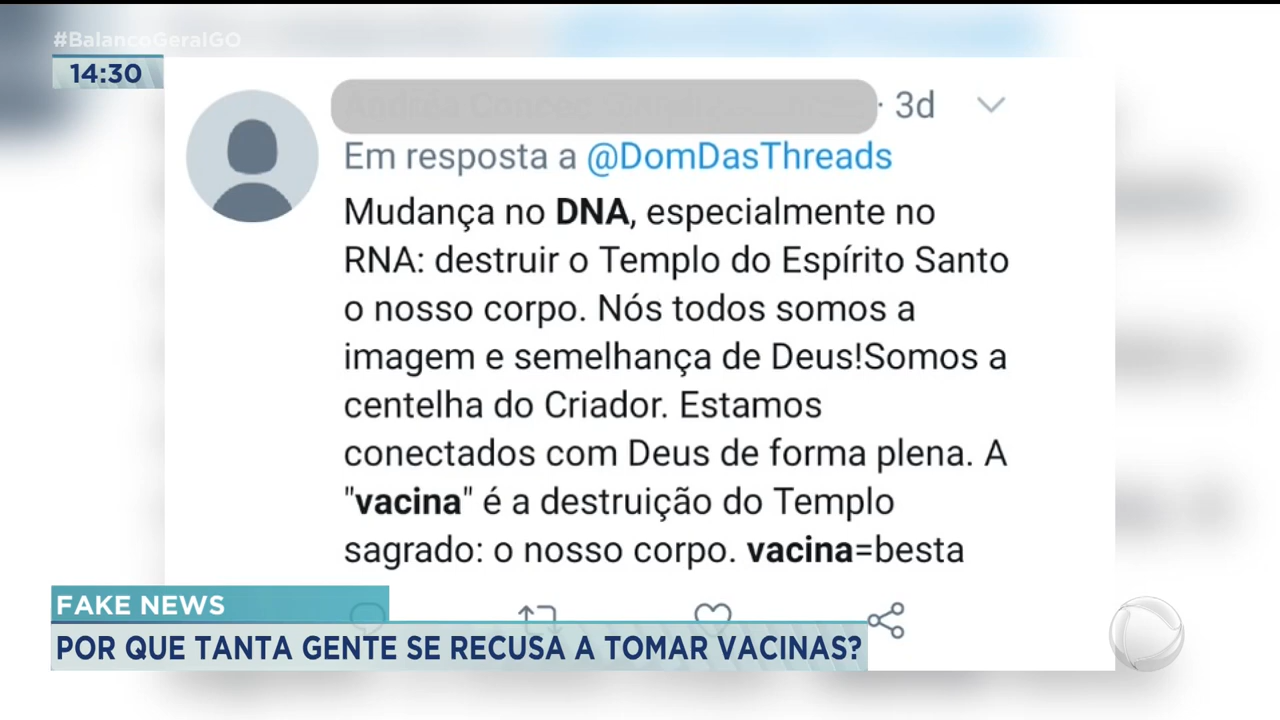 #BalancoGeralGO
14:30
· 3d
Em resposta a @DomDasThreads
Mudança no DNA, especialmente no
RNA: destruir o Templo do Espírito Santo
o nosso corpo. Nós todos somos a
imagem e semelhança de Deus!Somos a
centelha do Criador. Estamos
conectados com Deus de forma plena. A
"vacina" é a destruição do Templo
sagrado: o nosso corpo. vacina=besta
FAKE NEWS
POR QUE TANTA GENTE SE RECUSA A TOMAR VACINAS?